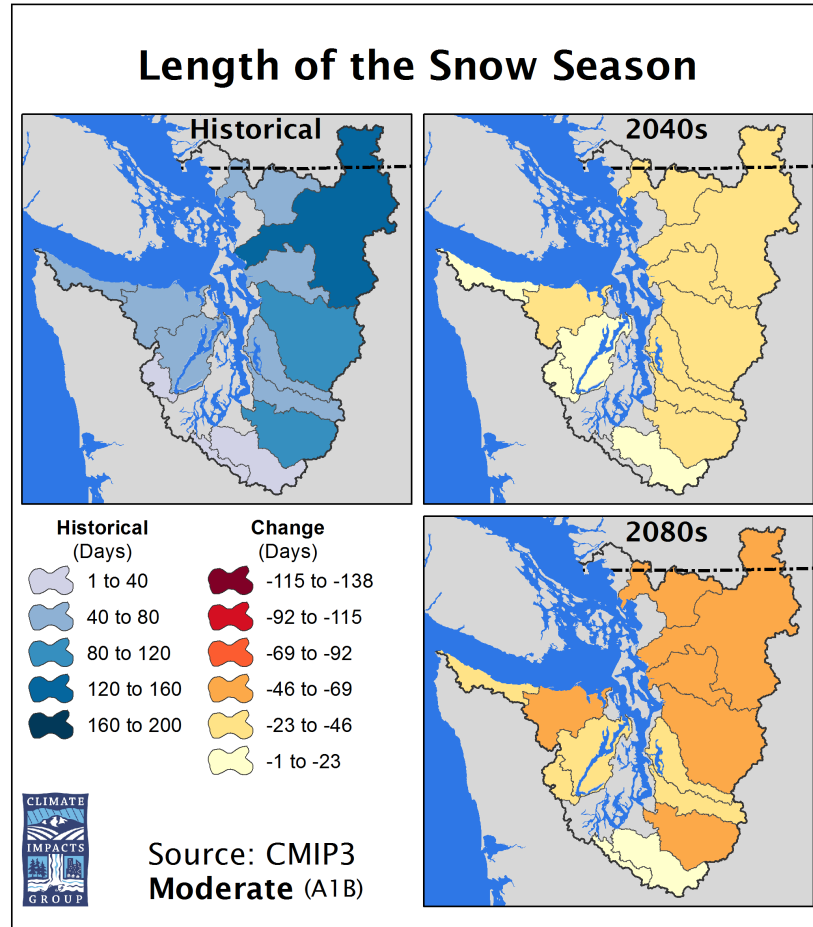 Length of the Snow Season
Historical
2040s
2080s
Historical
(Days)
1 to 40
40 to 80
80 to 120
120 to 160
160 to 200
Change
(Days)
-115 to -138
-92 to -115
-69 to -92
-46 to -69
-23 to -46
-1 to -23
CLIMATE
IMPACTS
GROUP
Source: CMIP3
Moderate (A1B)